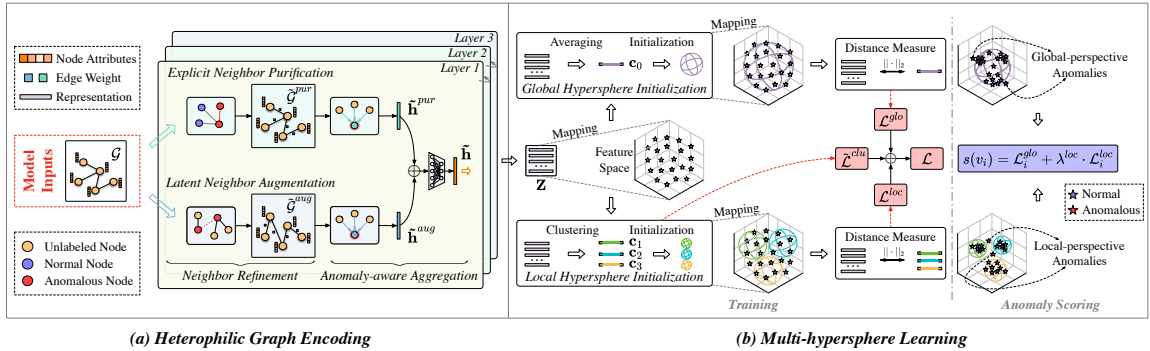 Node Attributes
Edge Weight
Representation
Model
Inputs
𝒢
Unlabeled Node
Normal Node
Anomalous Node
Layer 3
Layer 2
Layer 1
Explicit Neighbor Purification
𝒢̃^{pur}
h̃^{pur}
h̃
Latent Neighbor Augmentation
𝒢̃^{aug}
h̃^{aug}
Neighbor Refinement
Anomaly-aware Aggregation
(a) Heterophilic Graph Encoding
Averaging
Initialization
c_0
Global Hypersphere Initialization
Mapping
Distance Measure
||·||_2
Global-perspective
Anomalies
Mapping
Z
Feature
Space
ℒ^{glo}
ℒ̃^{clu}
ℒ
ℒ^{loc}
s(v_i) = ℒ_i^{glo} + λ^{loc} · ℒ_i^{loc}
Normal
Anomalous
Clustering
Initialization
c_1
c_2
c_3
Local Hypersphere Initialization
Mapping
Distance Measure
||·||_2
Local-perspective
Anomalies
Training
Anomaly Scoring
(b) Multi-hypersphere Learning